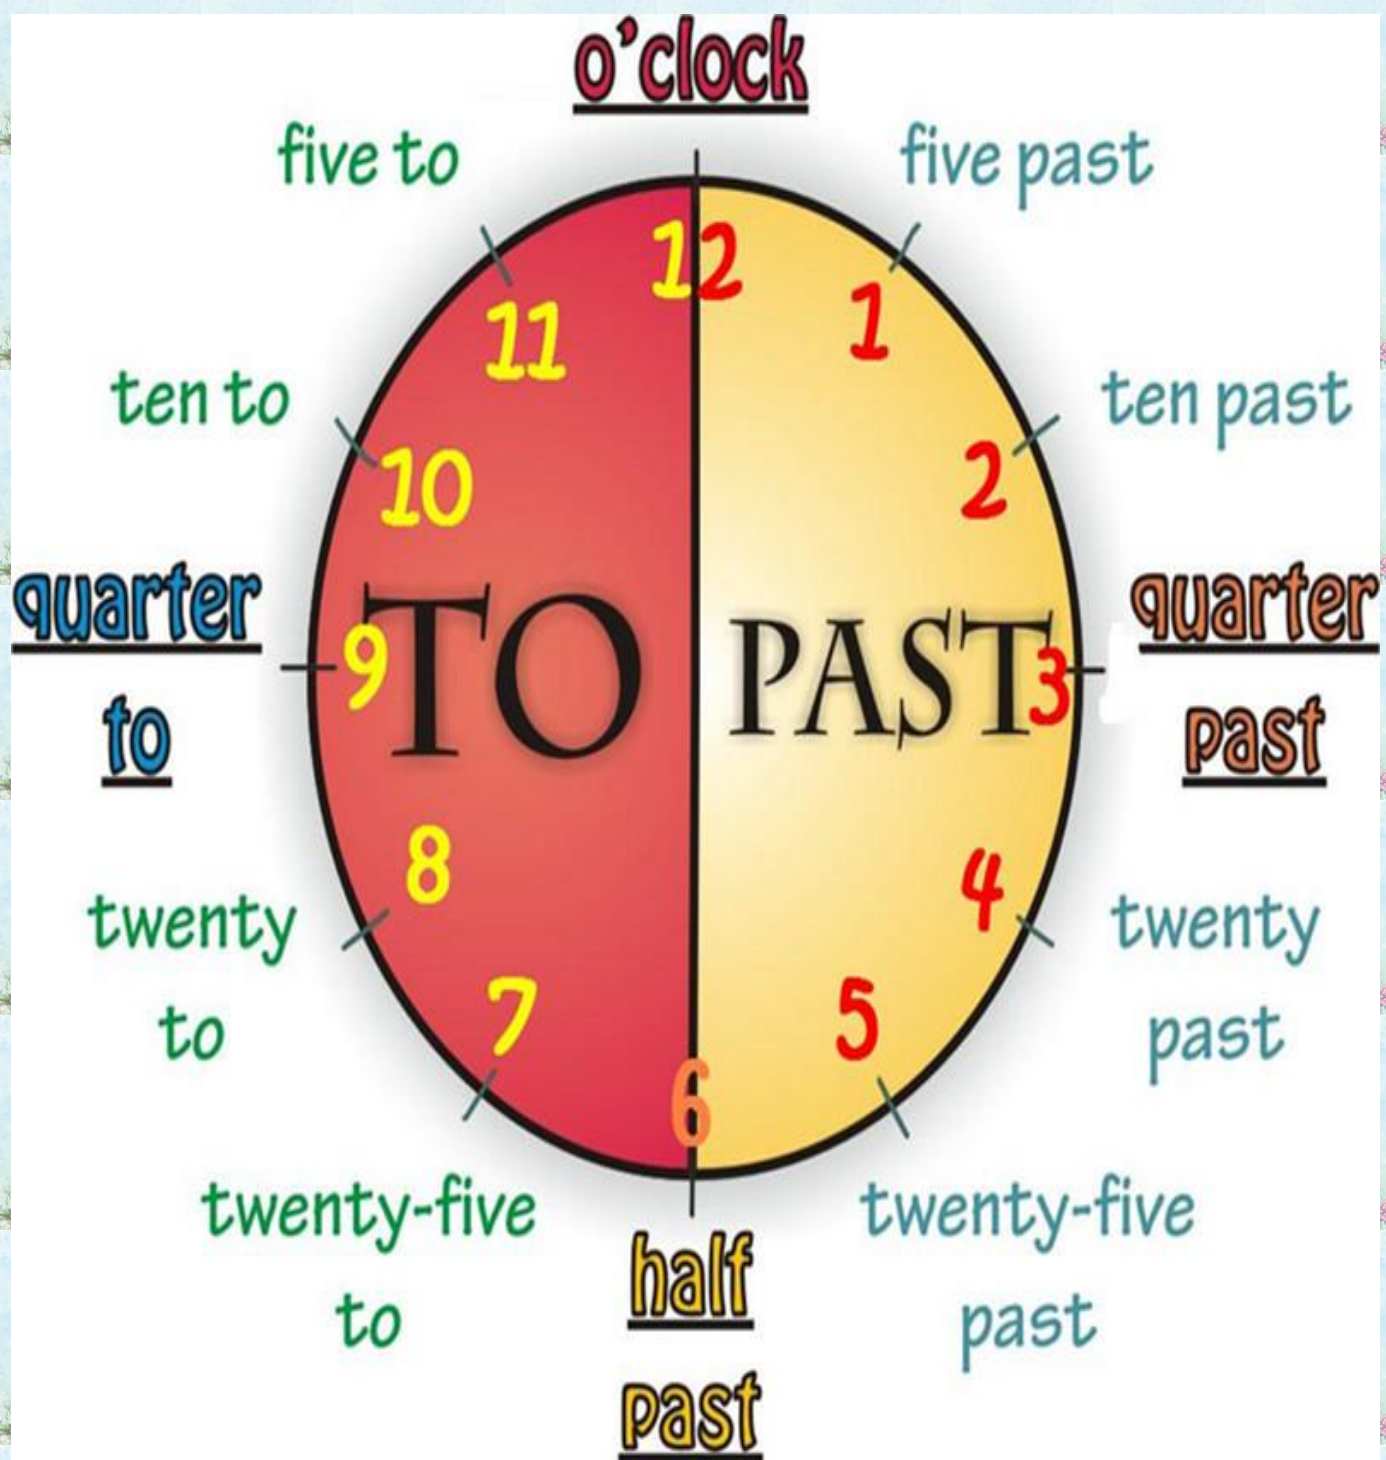 o'clock
five to
five past
12
11
1
ten to
ten past
10
2
quarter
to
quarter
past
TO
PAST
9
3
8
4
twenty
to
twenty
past
7
5
6
twenty-five
to
twenty-five
past
half
past